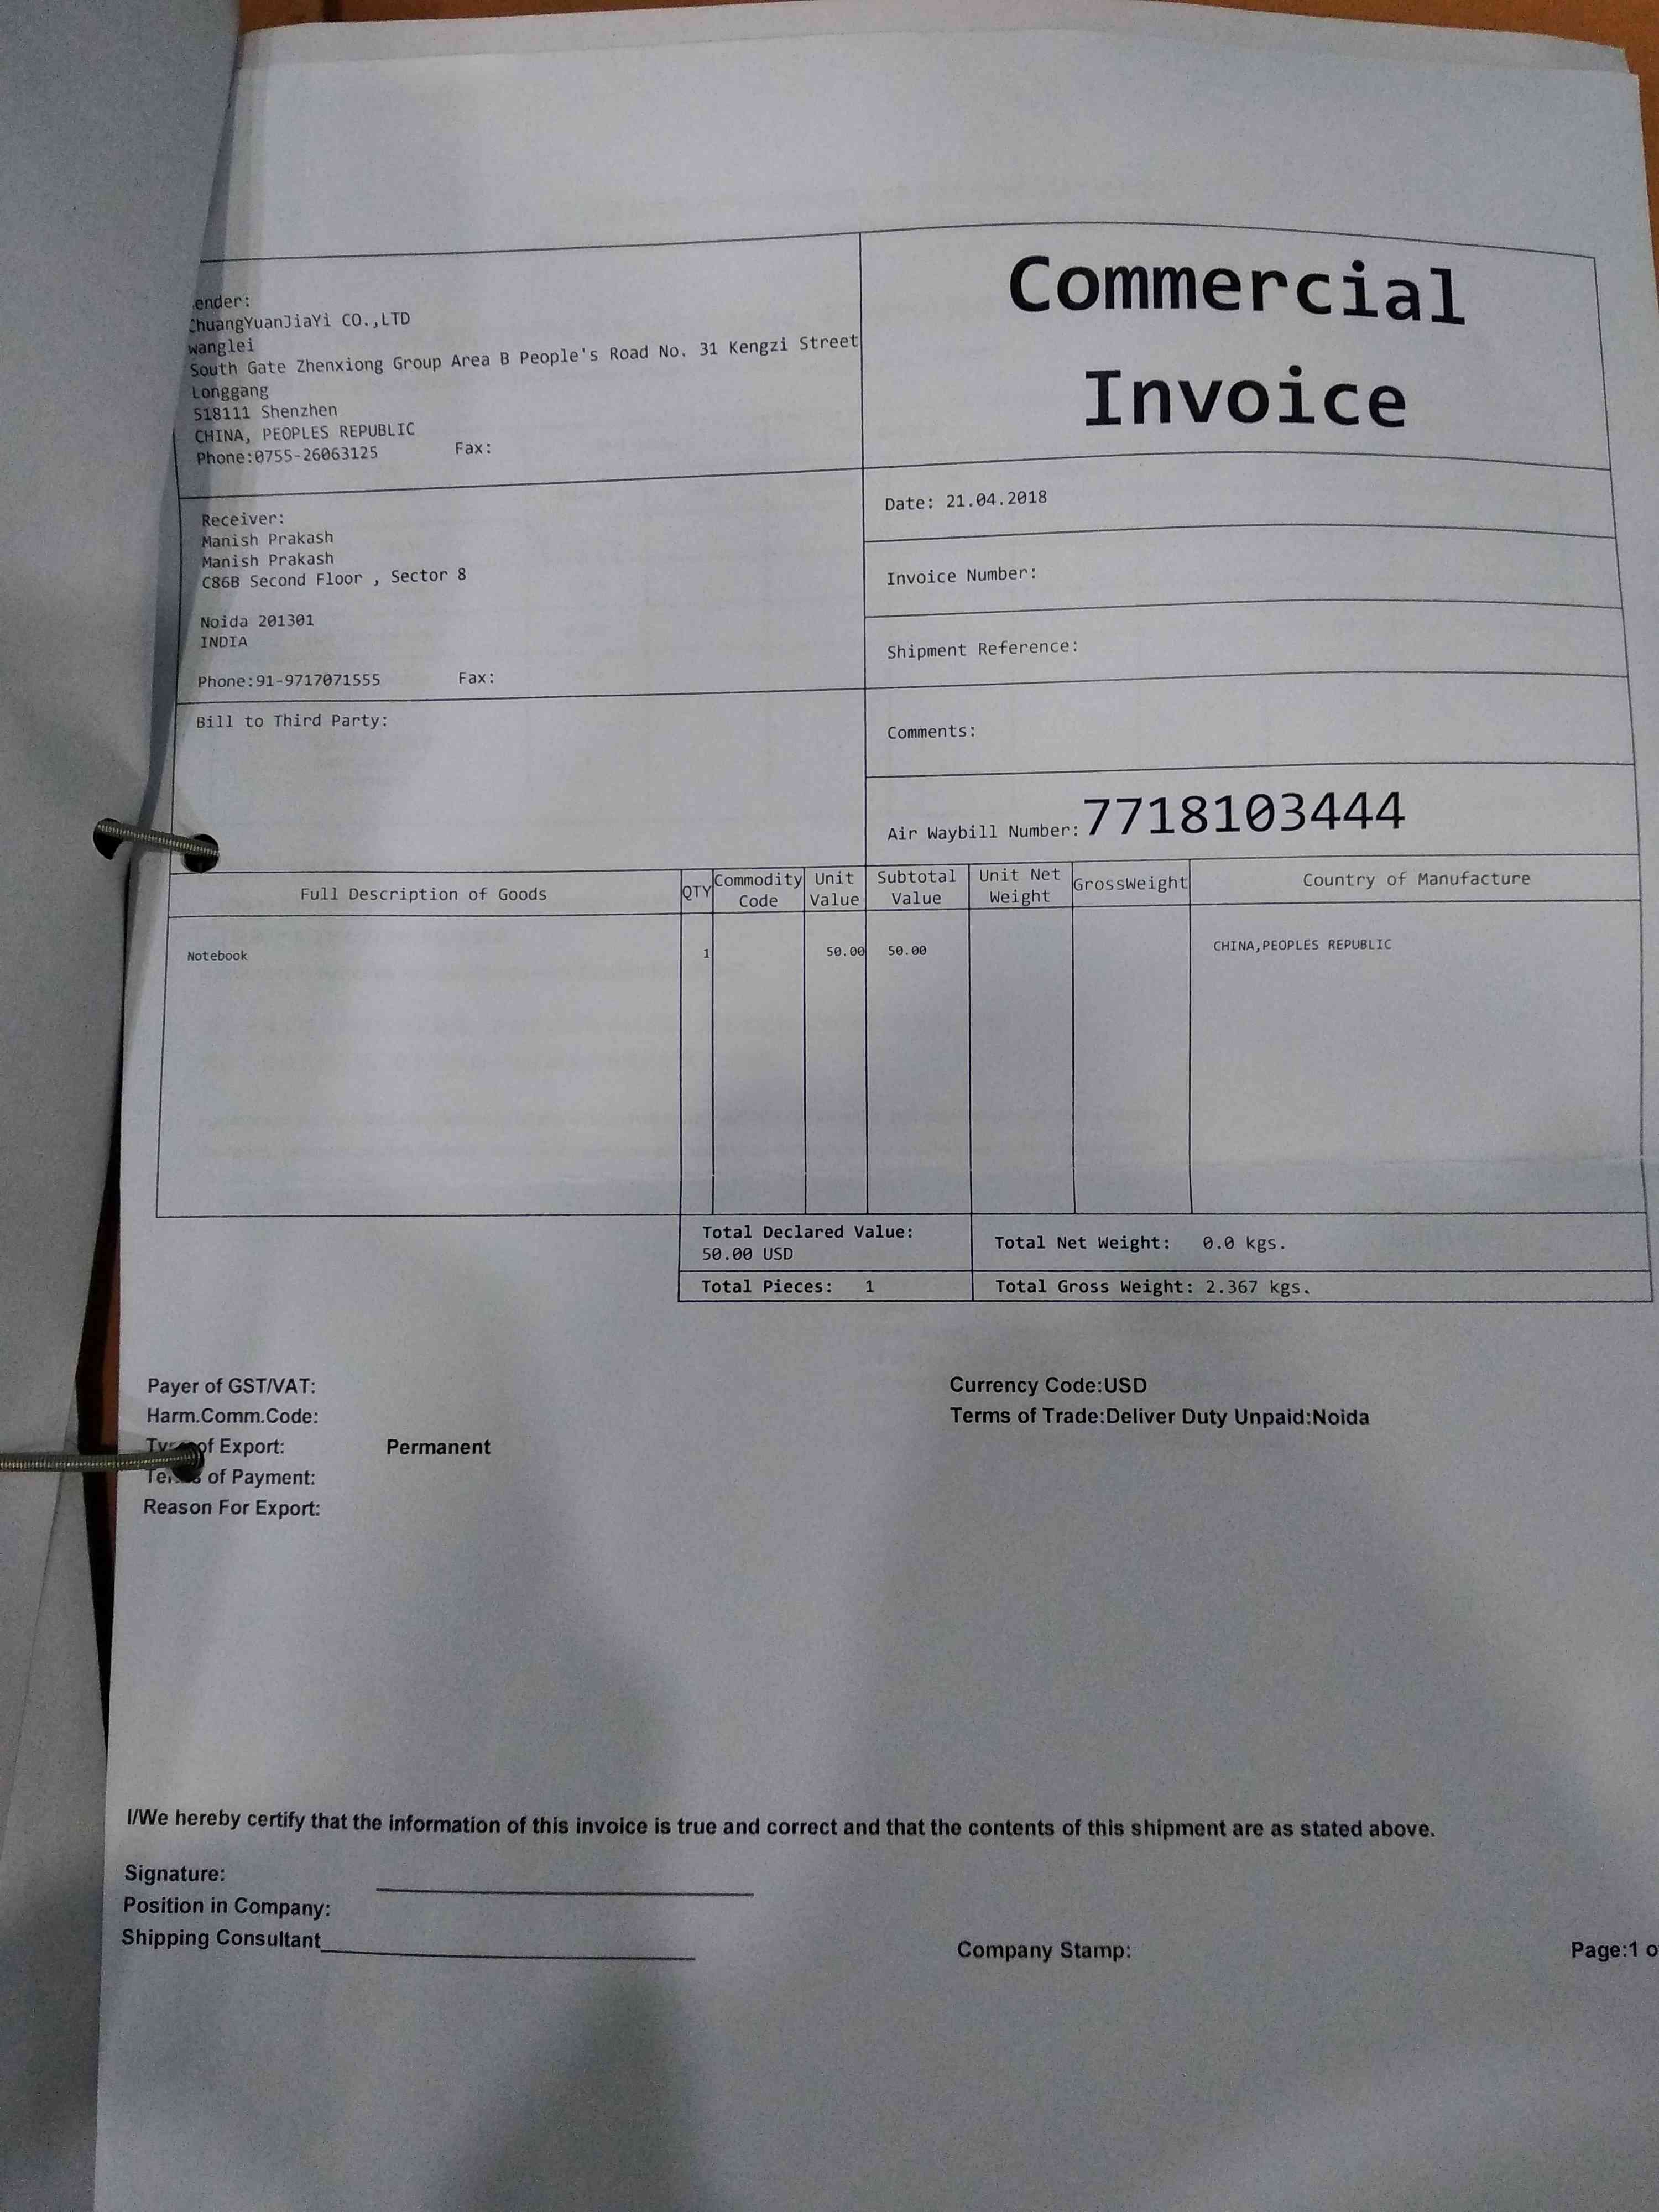 ender:
ChuangYuanJiaYi CO.,LTD
wanglei
South Gate Zhenxiong Group Area B People's Road No. 31 Kengzi Street
Longgang
518111 Shenzhen
CHINA, PEOPLES REPUBLIC
Phone:0755-26063125 Fax:
Commercial
Invoice
Receiver:
Manish Prakash
Manish Prakash
C86B Second Floor , Sector 8
Noida 201301
INDIA
Phone:91-9717071555 Fax:
Bill to Third Party:
Date: 21.04.2018
Invoice Number:
Shipment Reference:
Comments:
Air Waybill Number: 7718103444
Full Description of Goods QTY Commodity Code Unit Value Subtotal Value Unit Net Weight GrossWeight Country of Manufacture
Notebook 1 50.00 50.00 CHINA,PEOPLES REPUBLIC
Total Declared Value:
50.00 USD
Total Net Weight: 0.0 kgs.
Total Pieces: 1
Total Gross Weight: 2.367 kgs.
Payer of GST/VAT:
Harm.Comm.Code:
of Export: Permanent
of Payment:
Reason For Export:
Currency Code:USD
Terms of Trade:Deliver Duty Unpaid:Noida
I/We hereby certify that the information of this invoice is true and correct and that the contents of this shipment are as stated above.
Signature:
Position in Company:
Shipping Consultant
Company Stamp:
Page:1 o